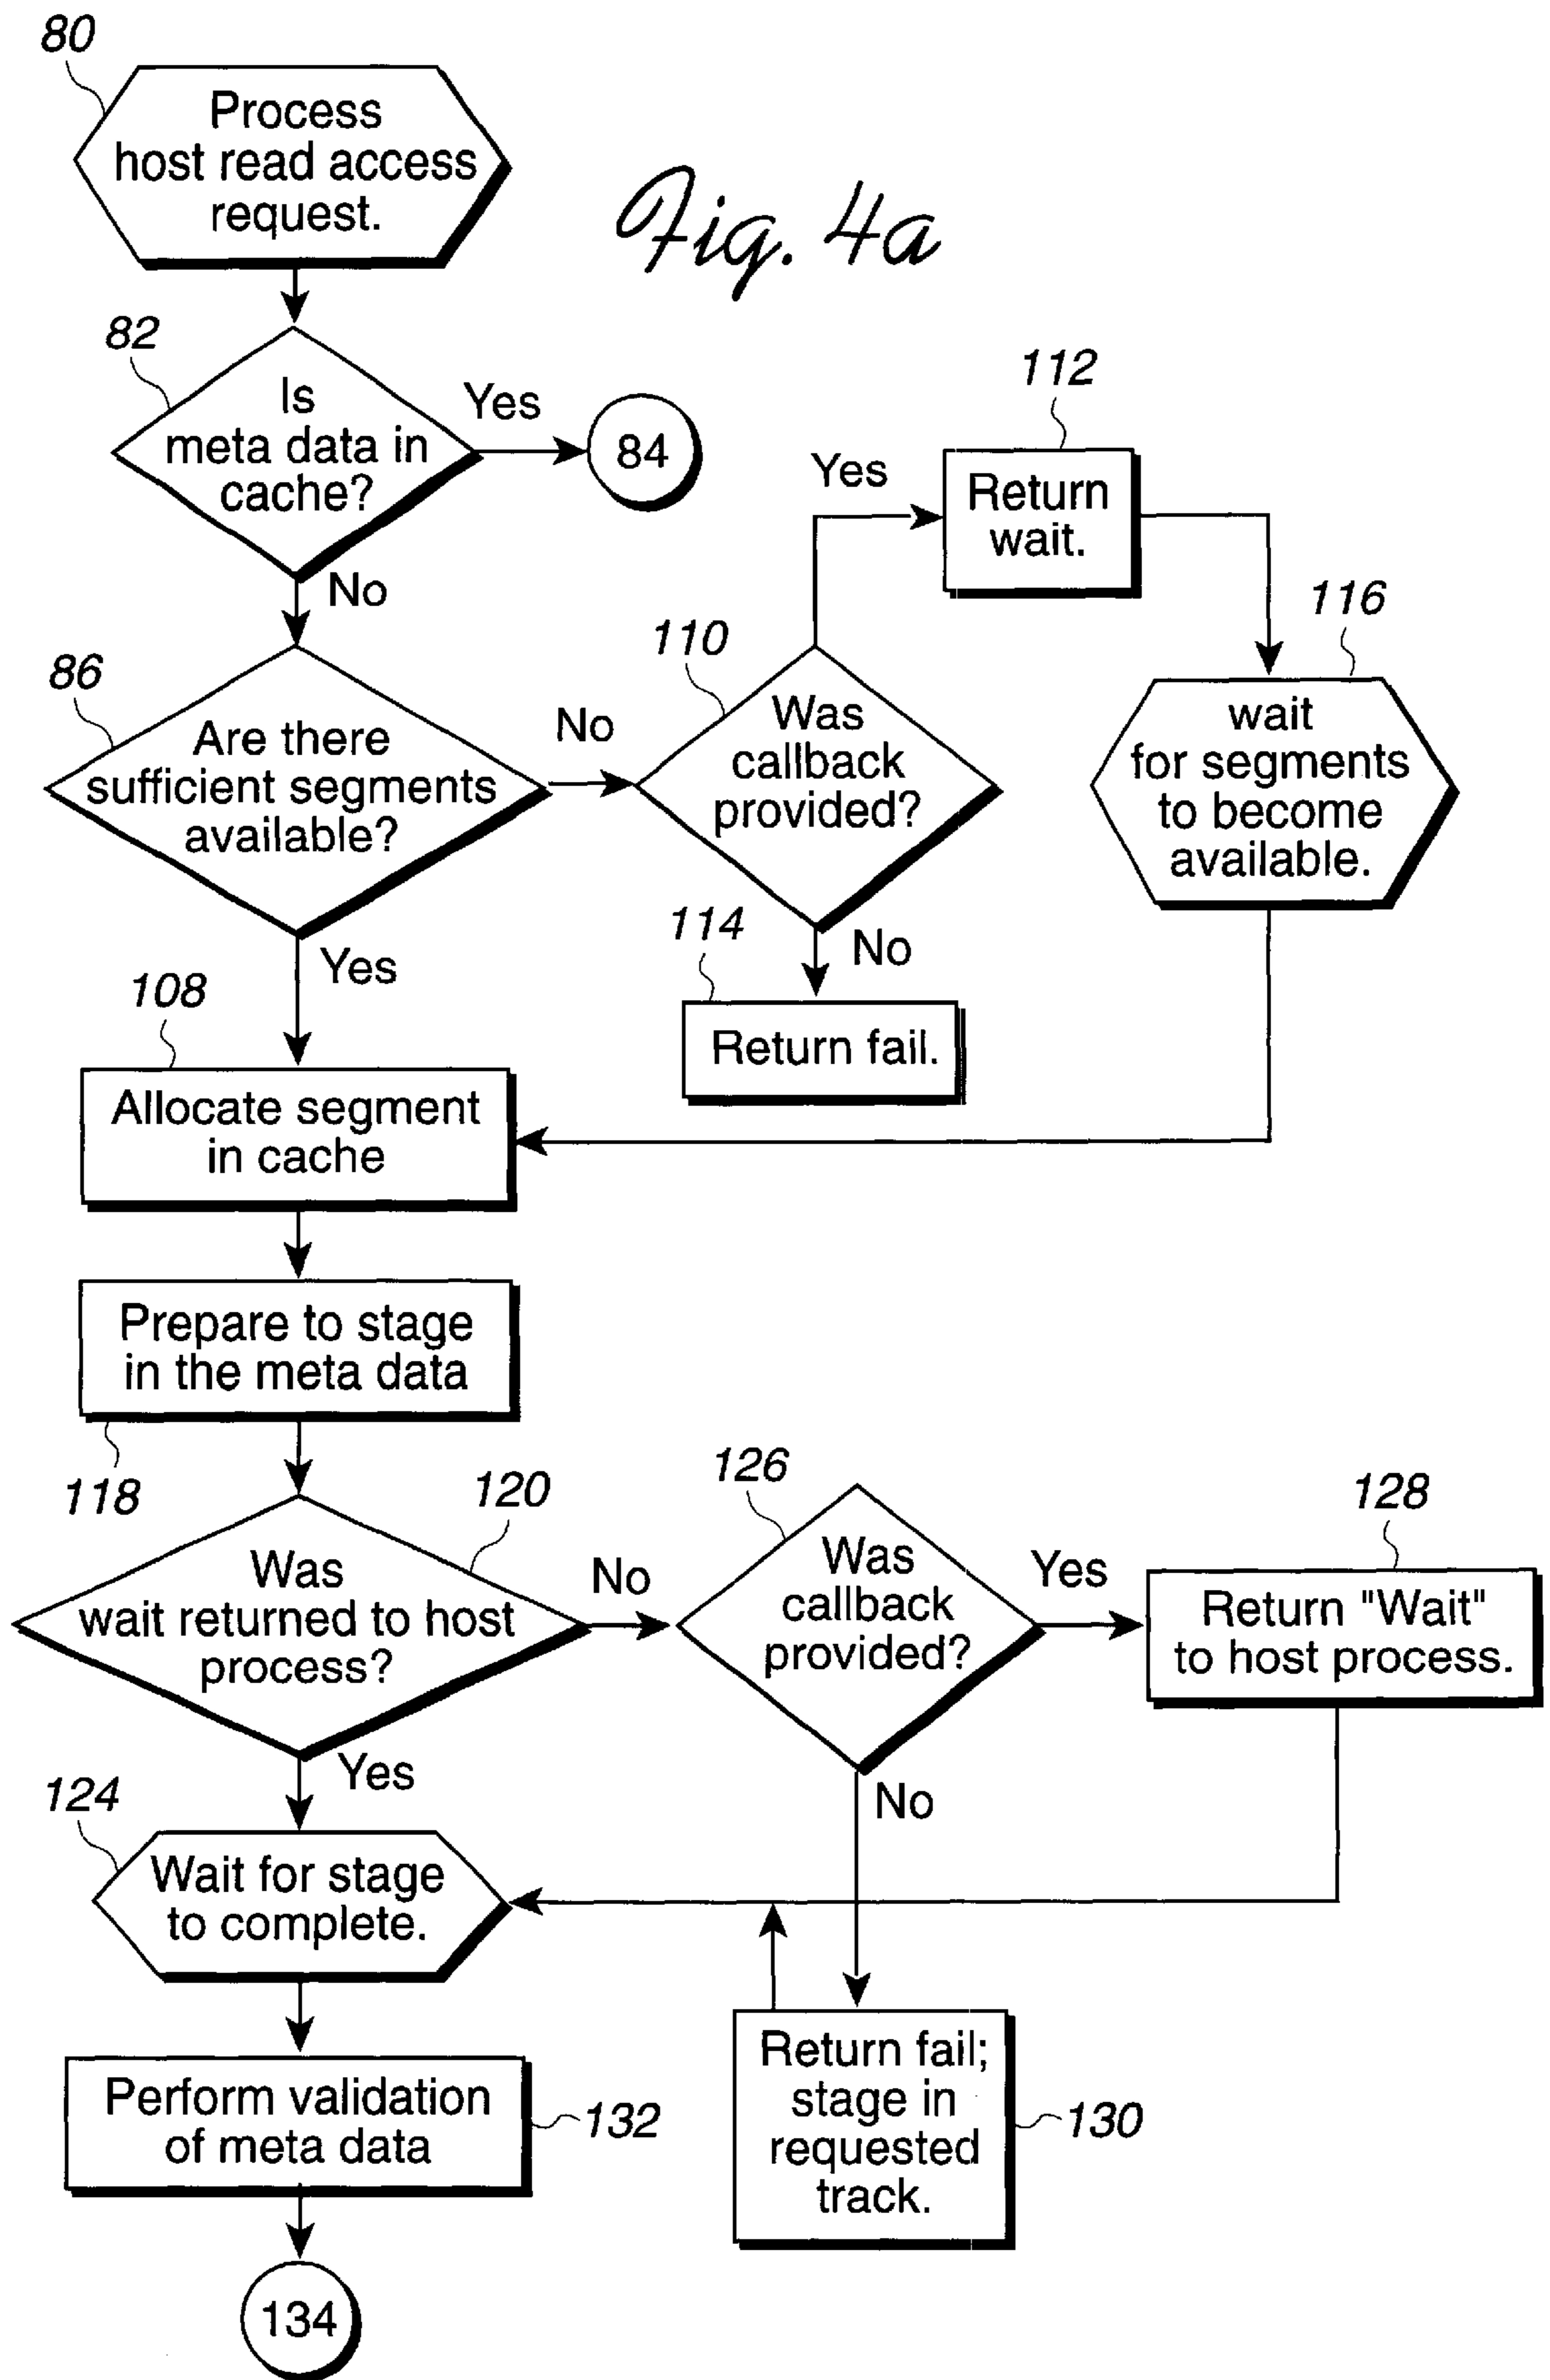 80
Process
host read access
request.
Fig. 4a
82
Is
meta data in
cache?
Yes
84
No
112
Return
wait.
Yes
116
wait
for segments
to become
available.
86
Are there
sufficient segments
available?
No
110
Was
callback
provided?
Yes
114
No
Return fail.
108
Allocate segment
in cache
Prepare to stage
in the meta data
118
120
Was
wait returned to host
process?
No
126
Was
callback
provided?
Yes
128
Return "Wait"
to host process.
Yes
No
124
Wait for stage
to complete.
Return fail;
stage in
requested
track.
130
Perform validation
of meta data
132
134